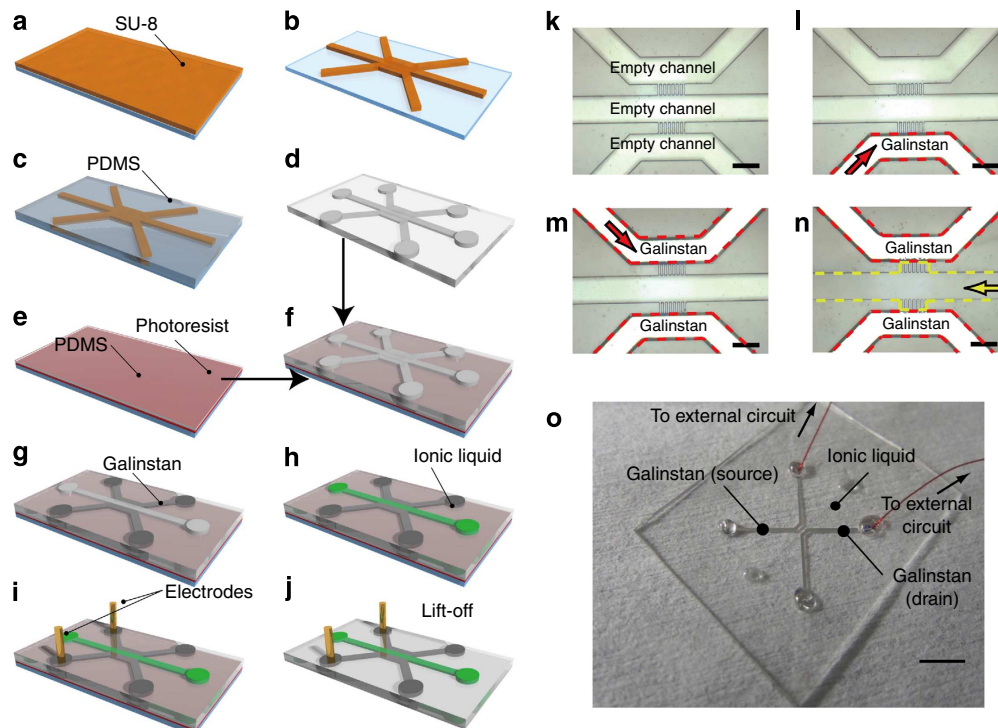 a
SU-8
b
c
PDMS
d
e
Photoresist
PDMS
f
g
Galinstan
h
Ionic liquid
i
Electrodes
j
Lift-off
k
Empty channel
Empty channel
Empty channel
l
Galinstan
m
Galinstan
Galinstan
n
Galinstan
Galinstan
o
To external circuit
Galinstan (source)
Ionic liquid
To external
circuit
Galinstan
(drain)